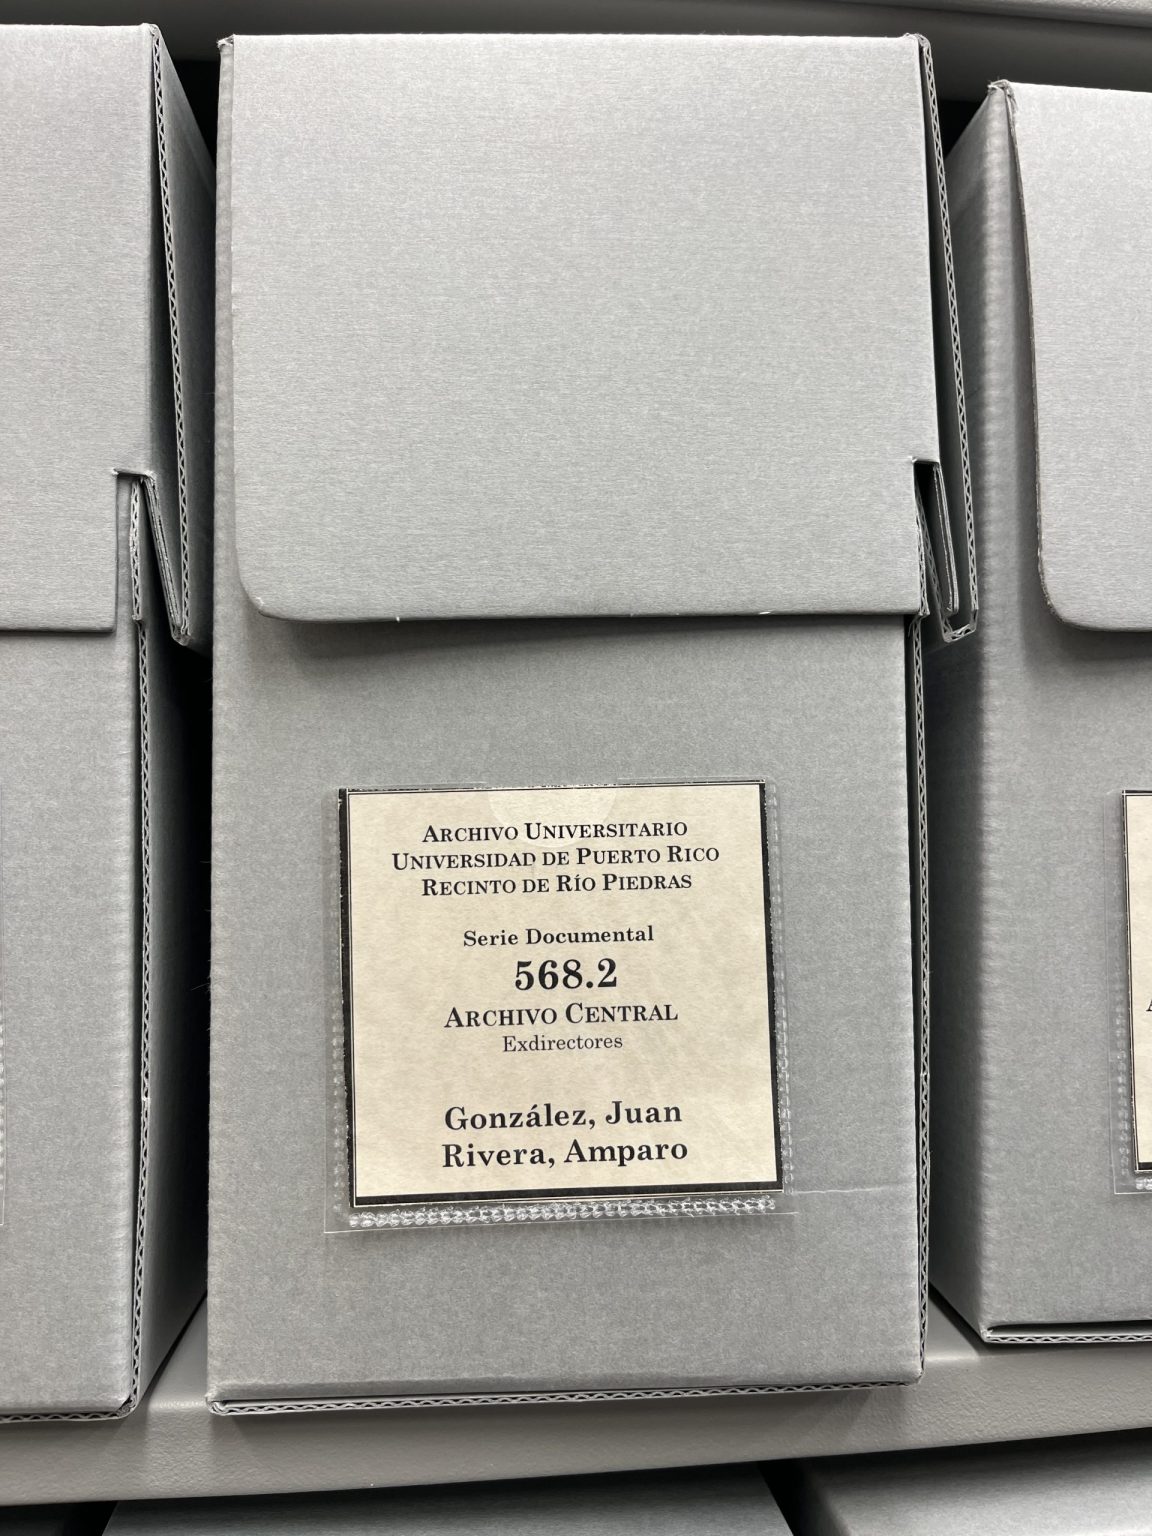 ARCHIVO UNIVERSITARIO
UNIVERSIDAD DE PUERTO RICO
RECINTO DE RÍO PIEDRAS
Serie Documental
568.2
ARCHIVO CENTRAL
Exdirectores
González, Juan
Rivera, Amparo